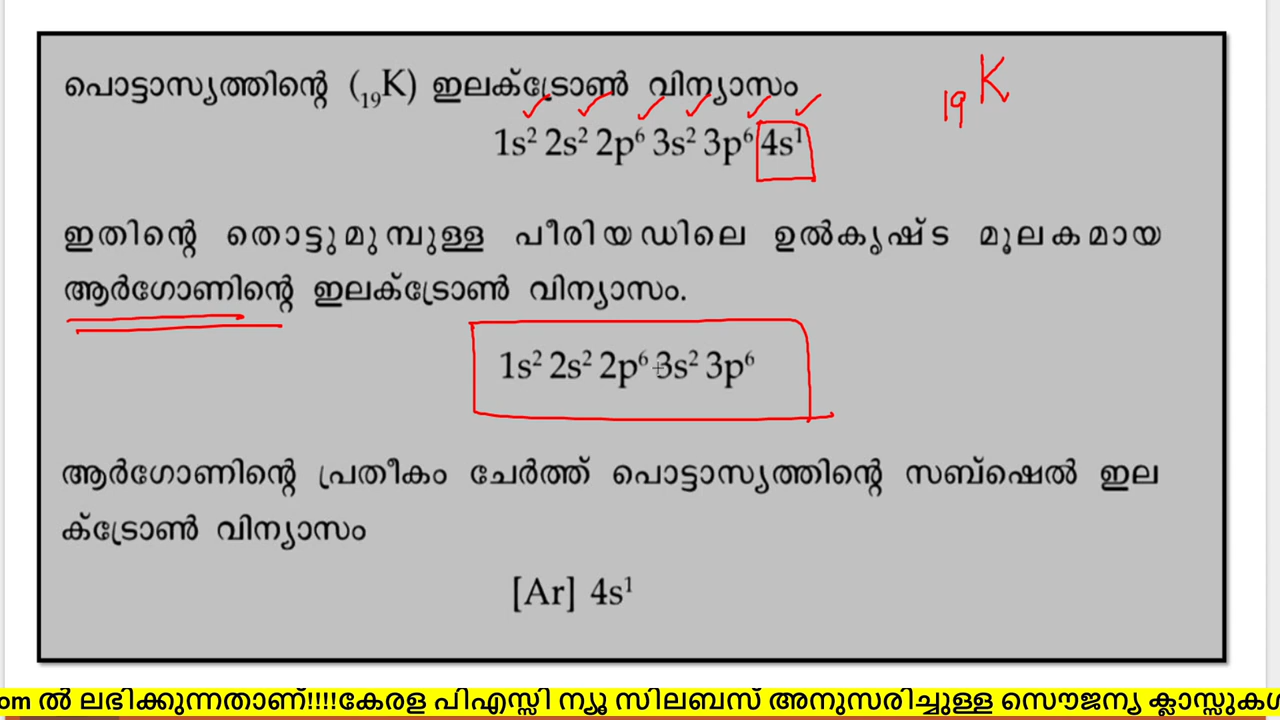 പൊട്ടാസ്യത്തിന്റെ (₁₉K) ഇലക്ട്രോൺ വിന്യാസം
₁₉K
1s² 2s² 2p⁶ 3s² 3p⁶ 4s¹
ഇതിന്റെ തൊട്ടുമുമ്പുള്ള പീരിയഡിലെ ഉൽകൃഷ്ട മൂലകമായ
ആർഗോണിന്റെ ഇലക്ട്രോൺ വിന്യാസം.
1s² 2s² 2p⁶ 3s² 3p⁶
ആർഗോണിന്റെ പ്രതീകം ചേർത്ത് പൊട്ടാസ്യത്തിന്റെ സബ്ഷെൽ ഇല
ക്ട്രോൺ വിന്യാസം
[Ar] 4s¹
om ൽ ലഭിക്കുന്നതാണ്!!!!കേരള പിഎസ്സി ന്യൂ സിലബസ് അനുസരിച്ചുള്ള സൌജന്യ ക്ലാസ്സുകൾ